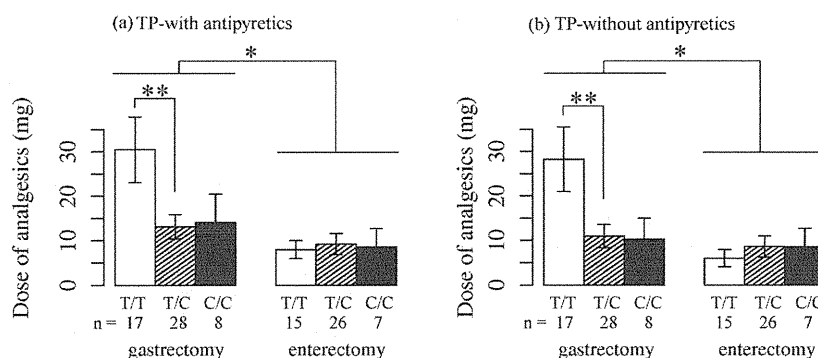 (a) TP-with antipyretics
*
**
Dose of analgesics (mg)
30
20
10
0
T/T T/C C/C T/T T/C C/C
n = 17 28 8 15 26 7
gastrectomy enterectomy
(b) TP-without antipyretics
*
**
Dose of analgesics (mg)
30
20
10
0
T/T T/C C/C T/T T/C C/C
n = 17 28 8 15 26 7
gastrectomy enterectomy